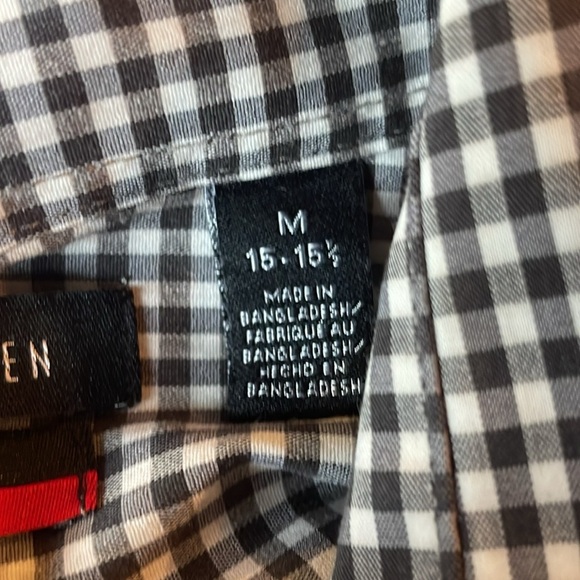 M
15 - 15½
MADE IN
BANGLADESH/
FABRIQUÉ AU
BANGLADESH/
HECHO EN
BANGLADESH
EN